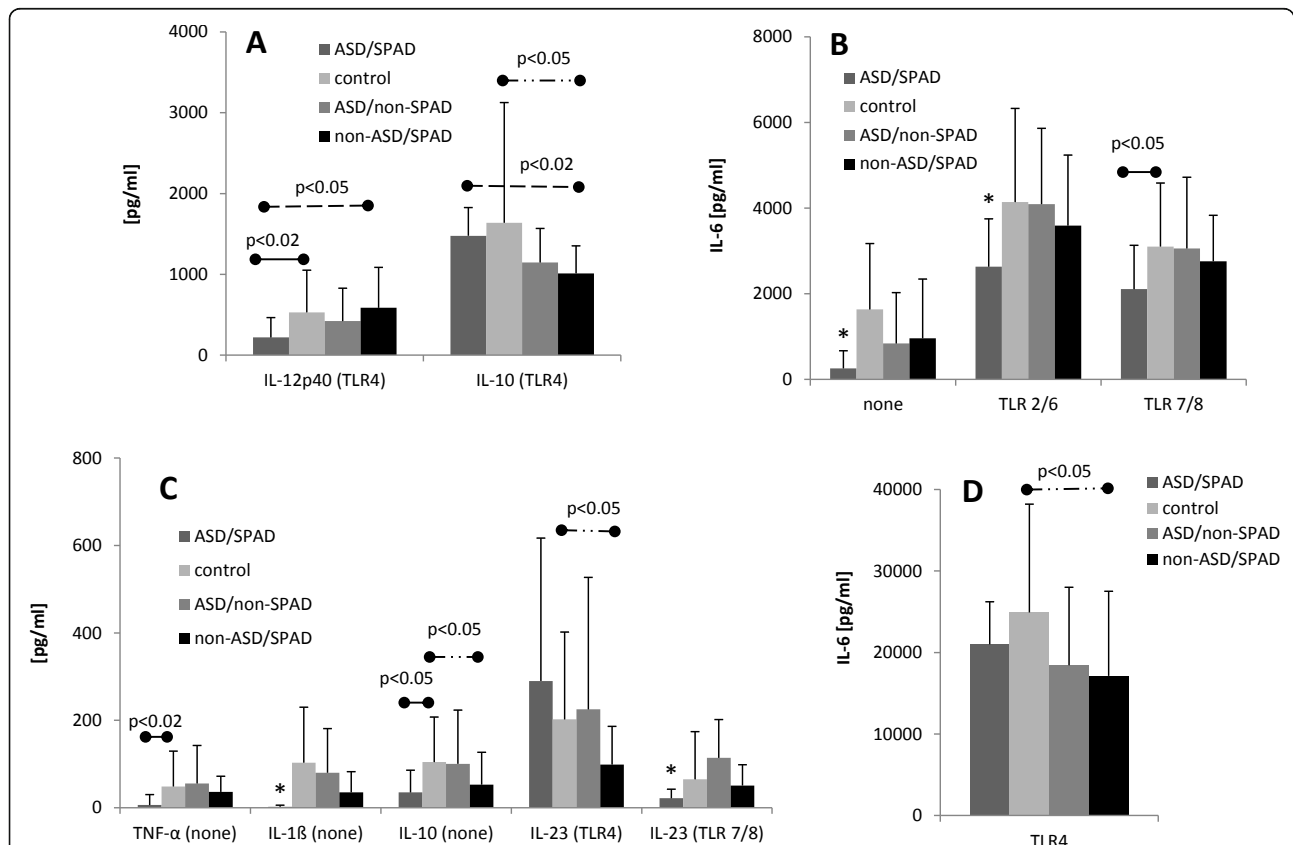 A
4000
3000
2000
1000
0
[pg/ml]
ASD/SPAD
control
ASD/non-SPAD
non-ASD/SPAD
p<0.05
p<0.02
p<0.05
p<0.02
IL-12p40 (TLR4) IL-10 (TLR4)
B
8000
6000
4000
2000
0
IL-6 [pg/ml]
ASD/SPAD
control
ASD/non-SPAD
non-ASD/SPAD
p<0.05
*
*
none TLR 2/6 TLR 7/8
C
800
600
400
200
0
[pg/ml]
ASD/SPAD
control
ASD/non-SPAD
non-ASD/SPAD
p<0.05
p<0.05
p<0.05
p<0.02
*
*
TNF-α (none) IL-1ß (none) IL-10 (none) IL-23 (TLR4) IL-23 (TLR 7/8)
D
40000
30000
20000
10000
0
IL-6 [pg/ml]
p<0.05
ASD/SPAD
control
ASD/non-SPAD
non-ASD/SPAD
TLR4